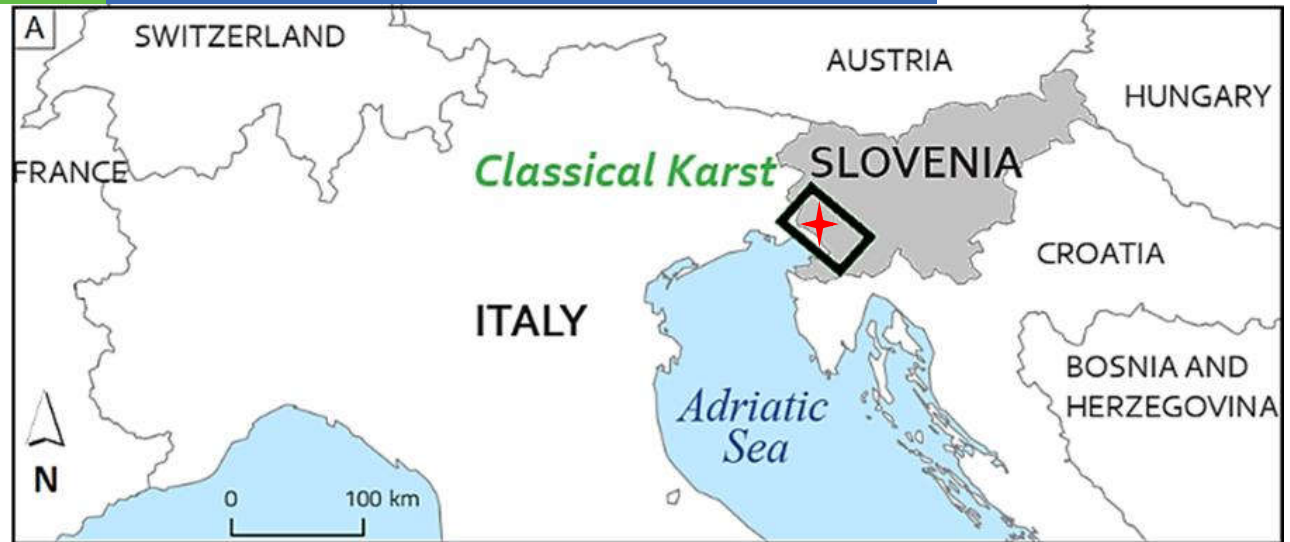 A
SWITZERLAND
AUSTRIA
HUNGARY
FRANCE
Classical Karst
SLOVENIA
CROATIA
ITALY
BOSNIA AND
HERZEGOVINA
Adriatic
Sea
N
0 100 km